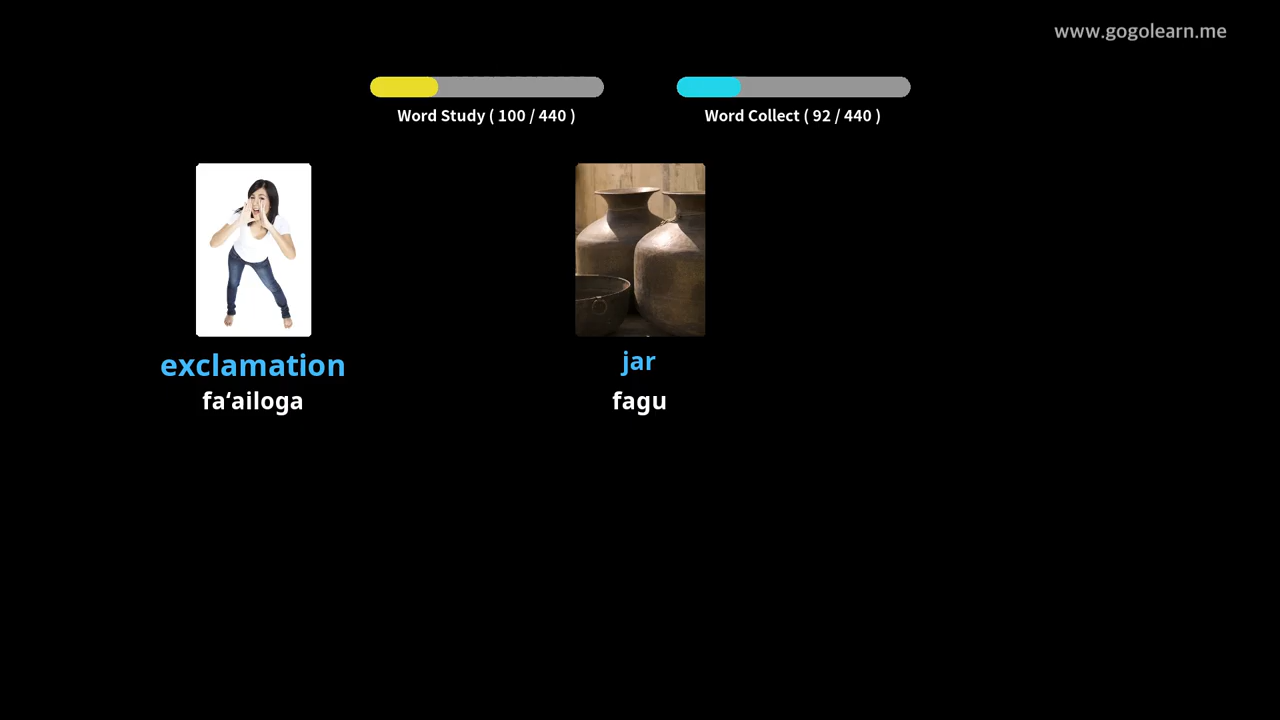 www.gogolearn.me
Word Study ( 100 / 440 )
Word Collect ( 92 / 440 )
exclamation
fa‘ailoga
jar
fagu